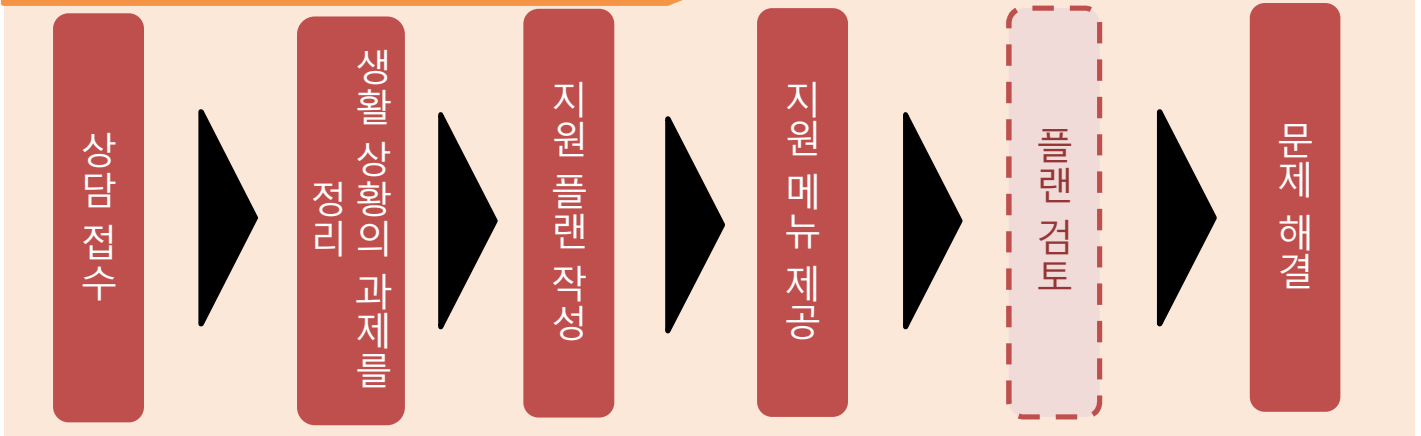 상담 접수
생활 상황의 과제를
정리
지원 플랜 작성
지원 메뉴 제공
플랜 검토
문제 해결